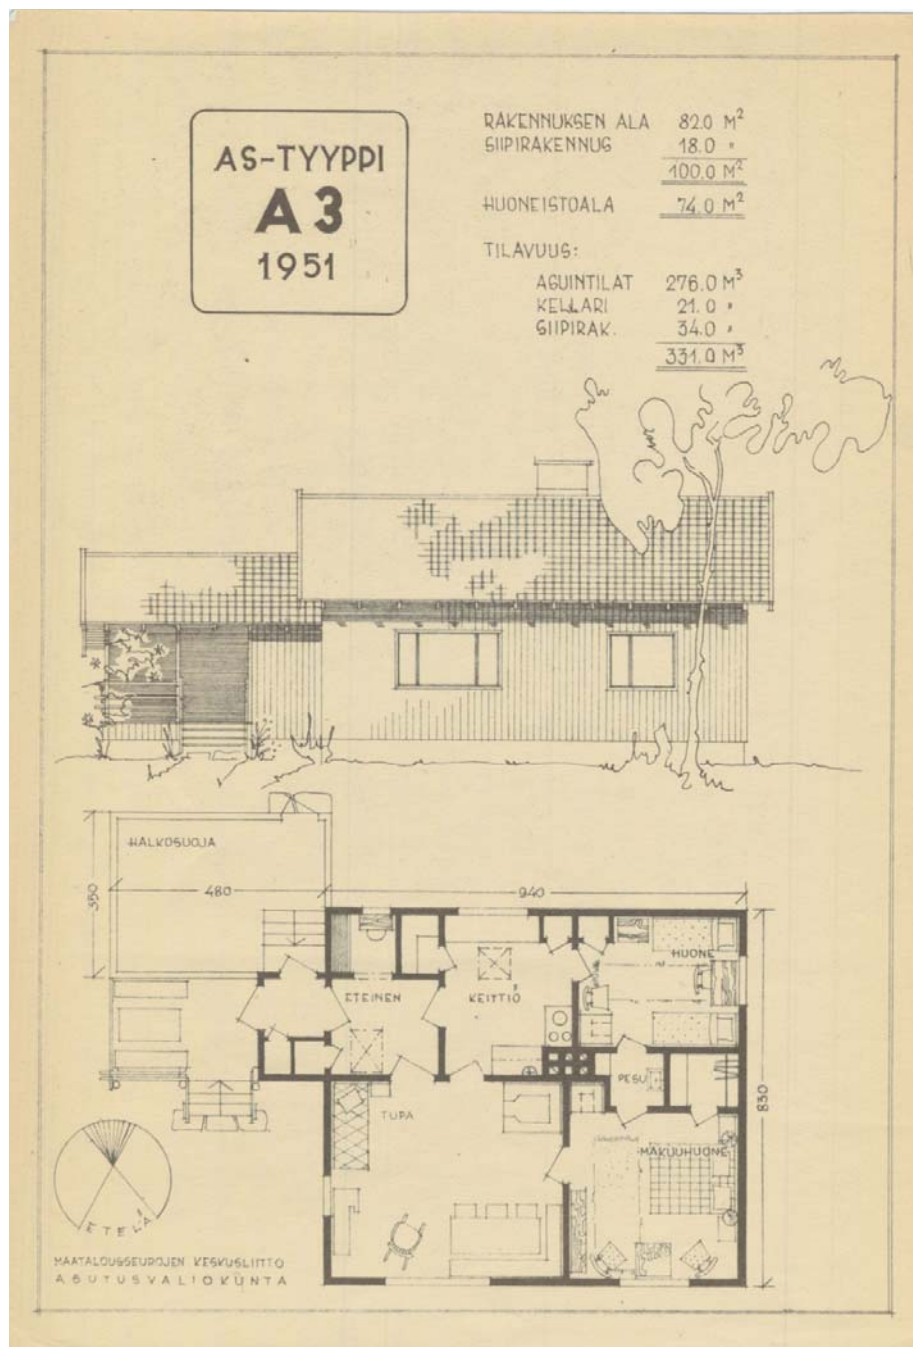 AS-TYYPPI
A 3
1951
RAKENNUKSEN ALA 82.0 M²
SIIPIRAKENNUS 18.0 "
100.0 M²
HUONEISTOALA 74.0 M²
TILAVUUS:
ASUINTILAT 276.0 M³
KELLARI 21.0 "
SIIPIRAK. 34.0 "
331.0 M³
HALKOSUOJA
350
480
940
HUONE
ETEINEN
KEITTIÖ
PESU
830
TUPA
MAKUUHUONE
ETELÄ
MAATALOUSSEUROJEN KESKUSLIITTO
ASUTUSVALIOKUNTA